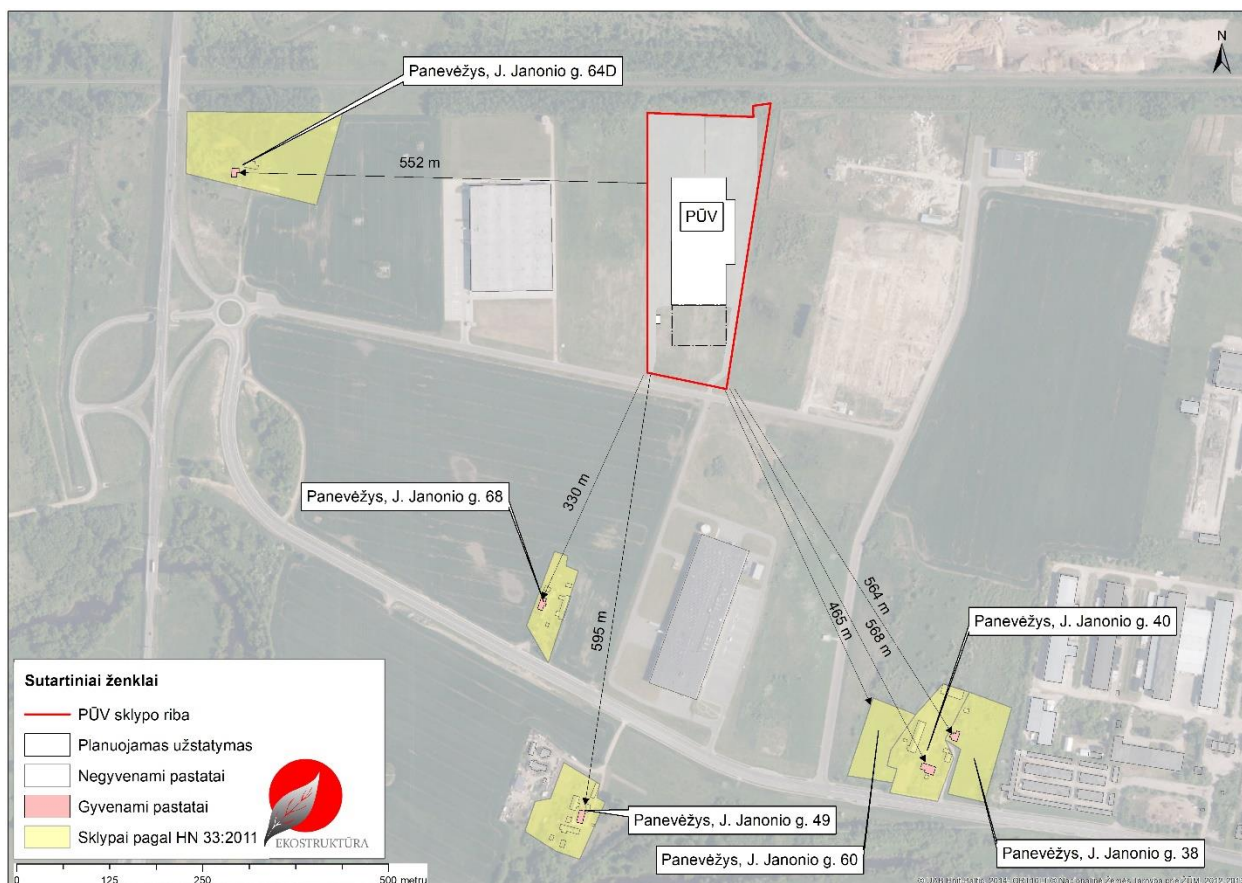 N
Panevėžys, J. Janonio g. 64D
552 m
PŪV
Panevėžys, J. Janonio g. 68
330 m
595 m
564 m
568 m
465 m
Panevėžys, J. Janonio g. 40
Sutartiniai ženklai
PŪV sklypo riba
Planuojamas užstatymas
Negyvenami pastatai
Gyvenami pastatai
Sklypai pagal HN 33:2011
EKOSTRUKTŪRA
Panevėžys, J. Janonio g. 49
Panevėžys, J. Janonio g. 60
Panevėžys, J. Janonio g. 38
0 125 250 500 metrų